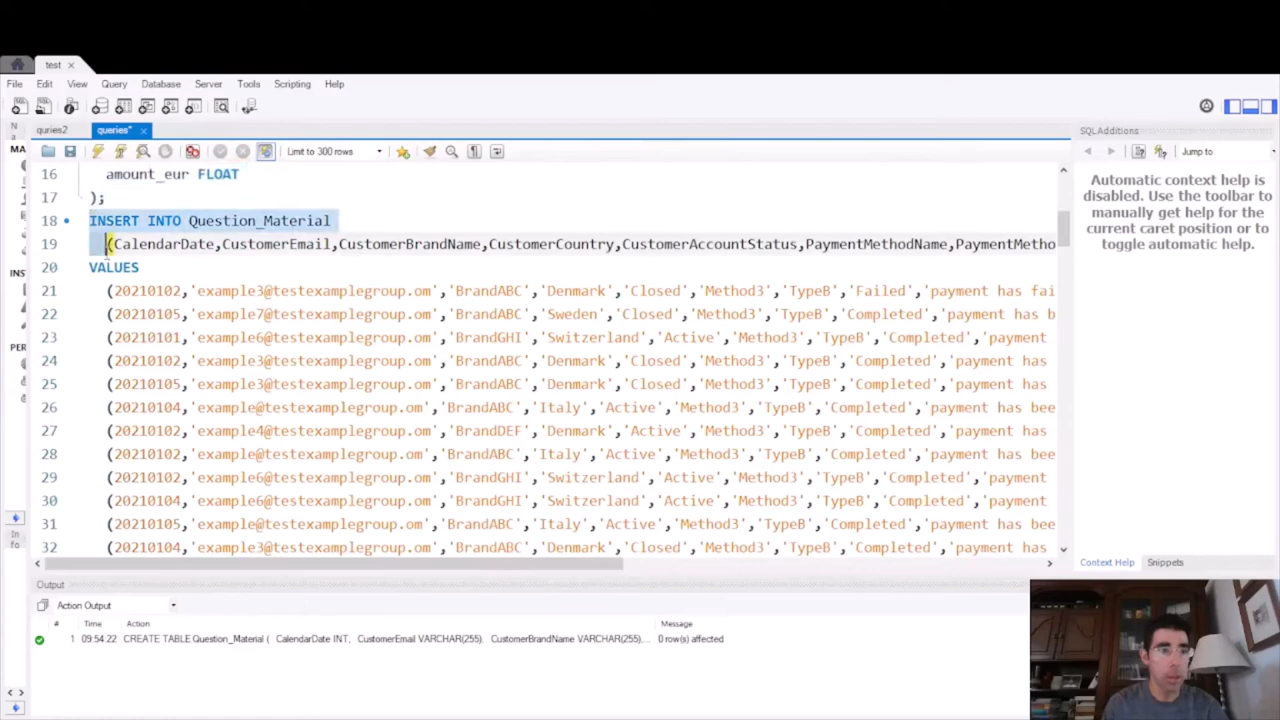 test
File Edit View Query Database Server Tools Scripting Help
quries2 queries*
Limit to 300 rows
16 amount_eur FLOAT
17 );
18 INSERT INTO Question_Material
19 (CalendarDate,CustomerEmail,CustomerBrandName,CustomerCountry,CustomerAccountStatus,PaymentMethodName,PaymentMetho
20 VALUES
21 (20210102,'example3@testexamplegroup.om','BrandABC','Denmark','Closed','Method3','TypeB','Failed','payment has fai
22 (20210105,'example7@testexamplegroup.om','BrandABC','Sweden','Closed','Method3','TypeB','Completed','payment has b
23 (20210101,'example6@testexamplegroup.om','BrandGHI','Switzerland','Active','Method3','TypeB','Completed','payment
24 (20210102,'example3@testexamplegroup.om','BrandABC','Denmark','Closed','Method3','TypeB','Completed','payment has
25 (20210105,'example3@testexamplegroup.om','BrandABC','Denmark','Closed','Method3','TypeB','Completed','payment has
26 (20210104,'example@testexamplegroup.om','BrandABC','Italy','Active','Method3','TypeB','Completed','payment has bee
27 (20210102,'example4@testexamplegroup.om','BrandDEF','Denmark','Active','Method3','TypeB','Completed','payment has
28 (20210102,'example@testexamplegroup.om','BrandABC','Italy','Active','Method3','TypeB','Completed','payment has bee
29 (20210102,'example6@testexamplegroup.om','BrandGHI','Switzerland','Active','Method3','TypeB','Completed','payment
30 (20210104,'example6@testexamplegroup.om','BrandGHI','Switzerland','Active','Method3','TypeB','Completed','payment
31 (20210105,'example@testexamplegroup.om','BrandABC','Italy','Active','Method3','TypeB','Completed','payment has bee
32 (20210104,'example3@testexamplegroup.om','BrandABC','Denmark','Closed','Method3','TypeB','Completed','payment has
SQLAdditions
Jump to
Automatic context help is
disabled. Use the toolbar to
manually get help for the
current caret position or to
toggle automatic help.
Context Help Snippets
Na
MA
INS
PER
Info
Output
Action Output
# Time Action Message
1 09:54:22 CREATE TABLE Question_Material ( CalendarDate INT, CustomerEmail VARCHAR(255), CustomerBrandName VARCHAR(255),... 0 row(s) affected